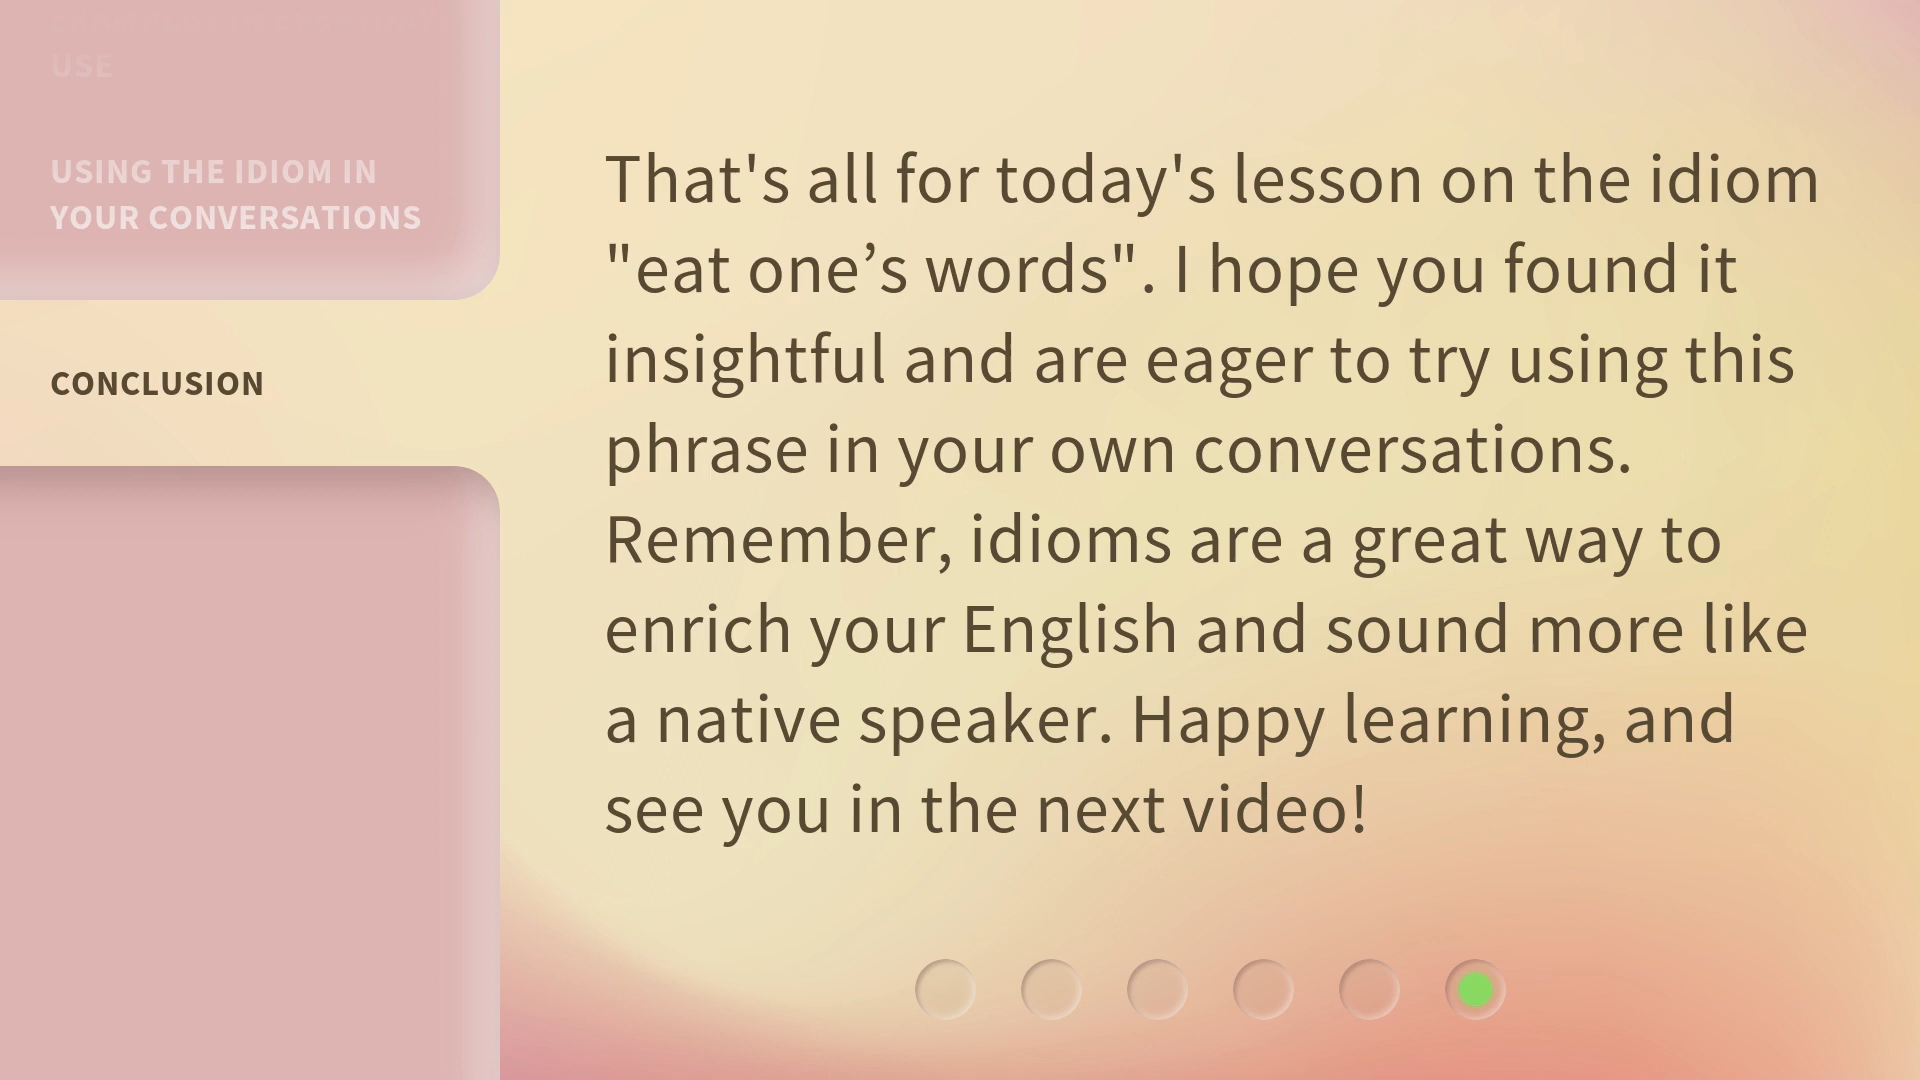 USE
USING THE IDIOM IN
YOUR CONVERSATIONS
CONCLUSION
That's all for today's lesson on the idiom
"eat one’s words". I hope you found it
insightful and are eager to try using this
phrase in your own conversations.
Remember, idioms are a great way to
enrich your English and sound more like
a native speaker. Happy learning, and
see you in the next video!